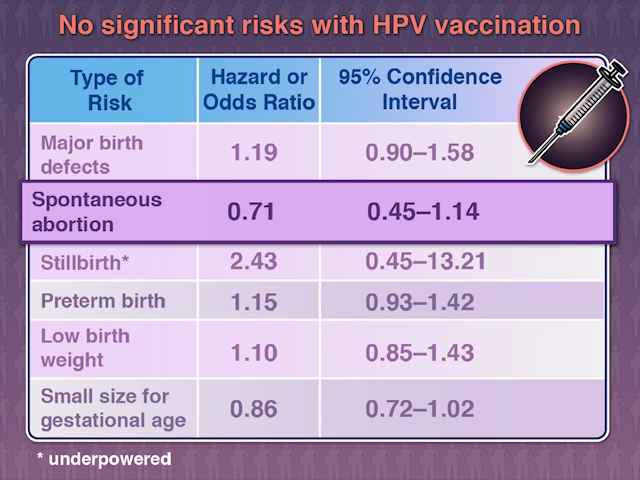 No significant risks with HPV vaccination
Type of Risk | Hazard or Odds Ratio | 95% Confidence Interval
Major birth defects | 1.19 | 0.90–1.58
Spontaneous abortion | 0.71 | 0.45–1.14
Stillbirth* | 2.43 | 0.45–13.21
Preterm birth | 1.15 | 0.93–1.42
Low birth weight | 1.10 | 0.85–1.43
Small size for gestational age | 0.86 | 0.72–1.02
* underpowered